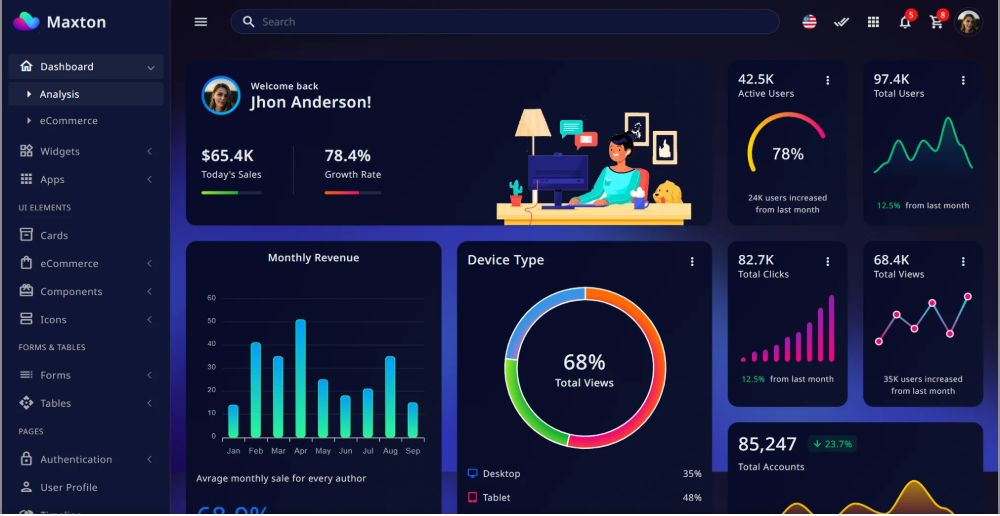 Maxton
Search
5
8
Dashboard
Analysis
eCommerce
Widgets
Apps
UI ELEMENTS
Cards
eCommerce
Components
Icons
FORMS & TABLES
Forms
Tables
PAGES
Authentication
User Profile
Timeline
Welcome back
Jhon Anderson!
$65.4K
Today's Sales
78.4%
Growth Rate
42.5K
Active Users
78%
24K users increased
from last month
97.4K
Total Users
12.5% from last month
Monthly Revenue
60
50
40
30
20
10
0
Jan Feb Mar Apr May Jun Jul Aug Sep
Avrage monthly sale for every author
68.9%
Device Type
68%
Total Views
Desktop 35%
Tablet 48%
82.7K
Total Clicks
12.5% from last month
68.4K
Total Views
35K users increased
from last month
85,247
23.7%
Total Accounts